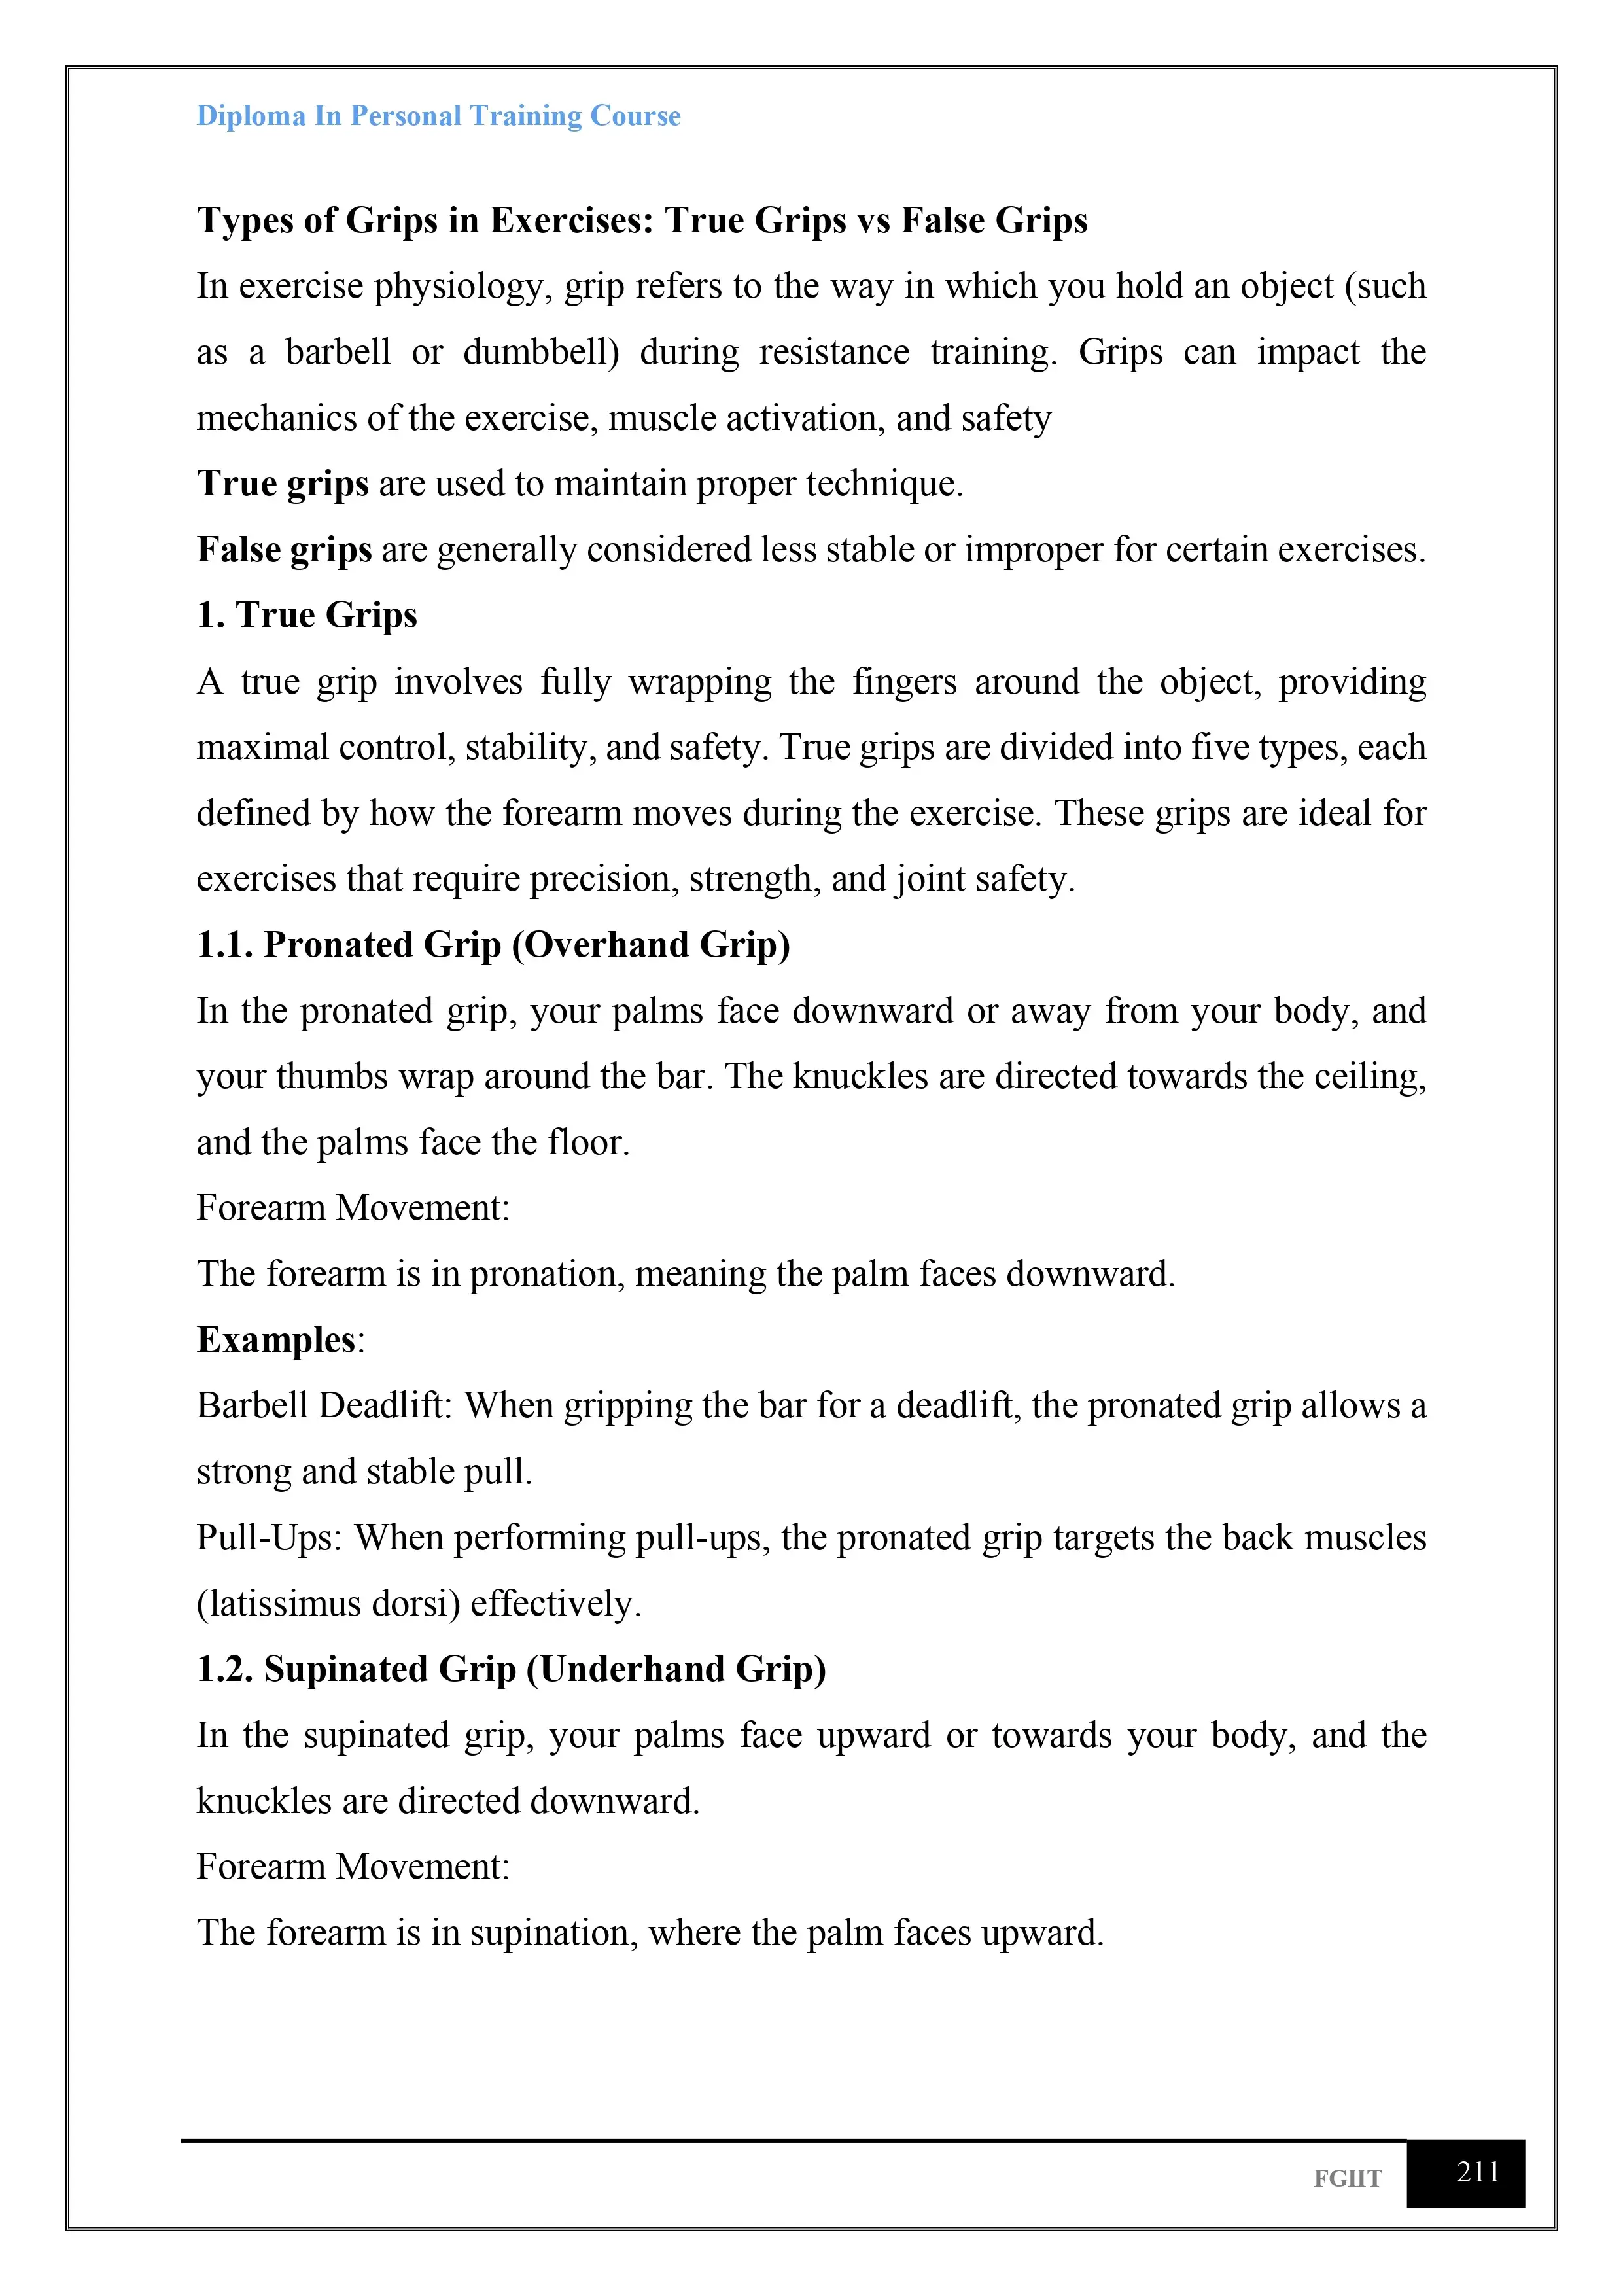 Diploma In Personal Training Course
Types of Grips in Exercises: True Grips vs False Grips
In exercise physiology, grip refers to the way in which you hold an object (such
as a barbell or dumbbell) during resistance training. Grips can impact the
mechanics of the exercise, muscle activation, and safety
True grips are used to maintain proper technique.
False grips are generally considered less stable or improper for certain exercises.
1. True Grips
A true grip involves fully wrapping the fingers around the object, providing
maximal control, stability, and safety. True grips are divided into five types, each
defined by how the forearm moves during the exercise. These grips are ideal for
exercises that require precision, strength, and joint safety.
1.1. Pronated Grip (Overhand Grip)
In the pronated grip, your palms face downward or away from your body, and
your thumbs wrap around the bar. The knuckles are directed towards the ceiling,
and the palms face the floor.
Forearm Movement:
The forearm is in pronation, meaning the palm faces downward.
Examples:
Barbell Deadlift: When gripping the bar for a deadlift, the pronated grip allows a
strong and stable pull.
Pull-Ups: When performing pull-ups, the pronated grip targets the back muscles
(latissimus dorsi) effectively.
1.2. Supinated Grip (Underhand Grip)
In the supinated grip, your palms face upward or towards your body, and the
knuckles are directed downward.
Forearm Movement:
The forearm is in supination, where the palm faces upward.
FGIIT 211